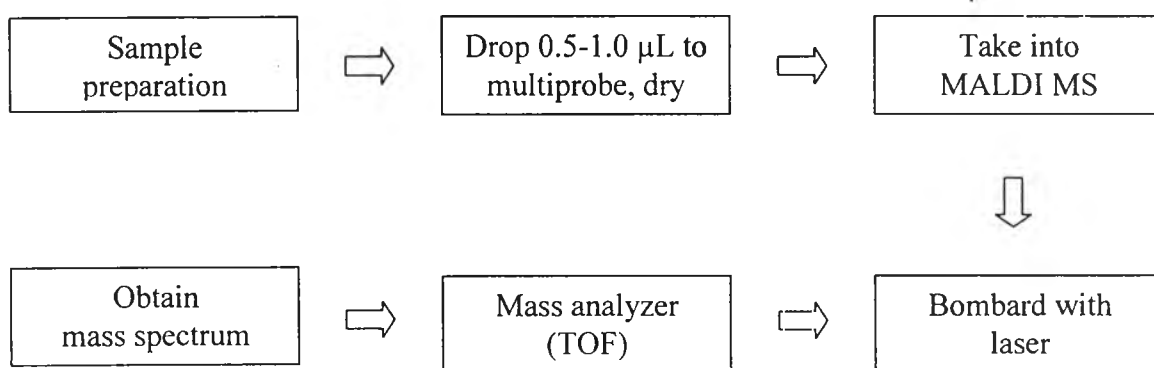 Sample
preparation
Drop 0.5-1.0 μL to
multiprobe, dry
Take into
MALDI MS
Obtain
mass spectrum
Mass analyzer
(TOF)
Bombard with
laser